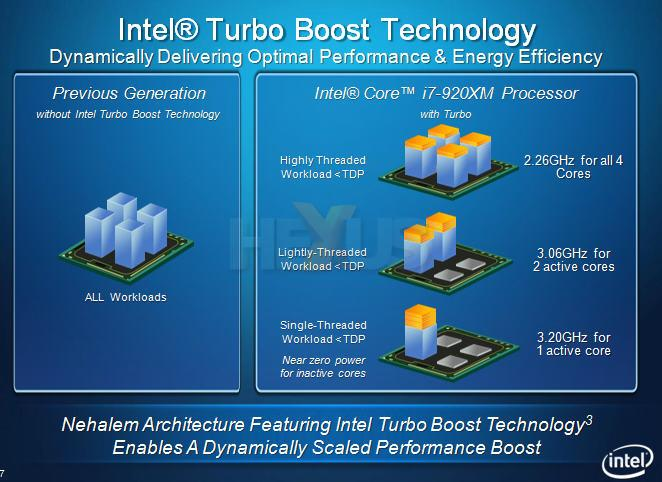 Intel® Turbo Boost Technology
Dynamically Delivering Optimal Performance & Energy Efficiency
Previous Generation
without Intel Turbo Boost Technology
ALL Workloads
Intel® Core™ i7-920XM Processor
with Turbo
Highly Threaded
Workload <TDP
2.26GHz for all 4
Cores
Lightly-Threaded
Workload <TDP
3.06GHz for
2 active cores
Single-Threaded
Workload <TDP
Near zero power
for inactive cores
3.20GHz for
1 active core
HEXUS
Nehalem Architecture Featuring Intel Turbo Boost Technology3
Enables A Dynamically Scaled Performance Boost
7
intel